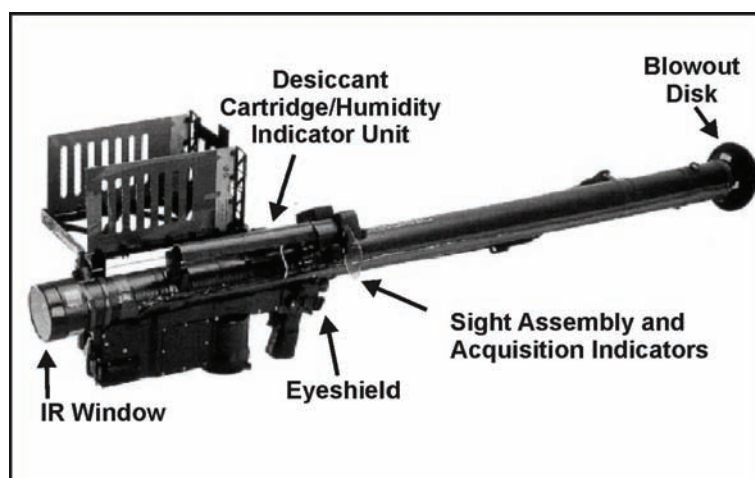 Desiccant
Cartridge/Humidity
Indicator Unit
Blowout
Disk
Sight Assembly and
Acquisition Indicators
Eyeshield
IR Window